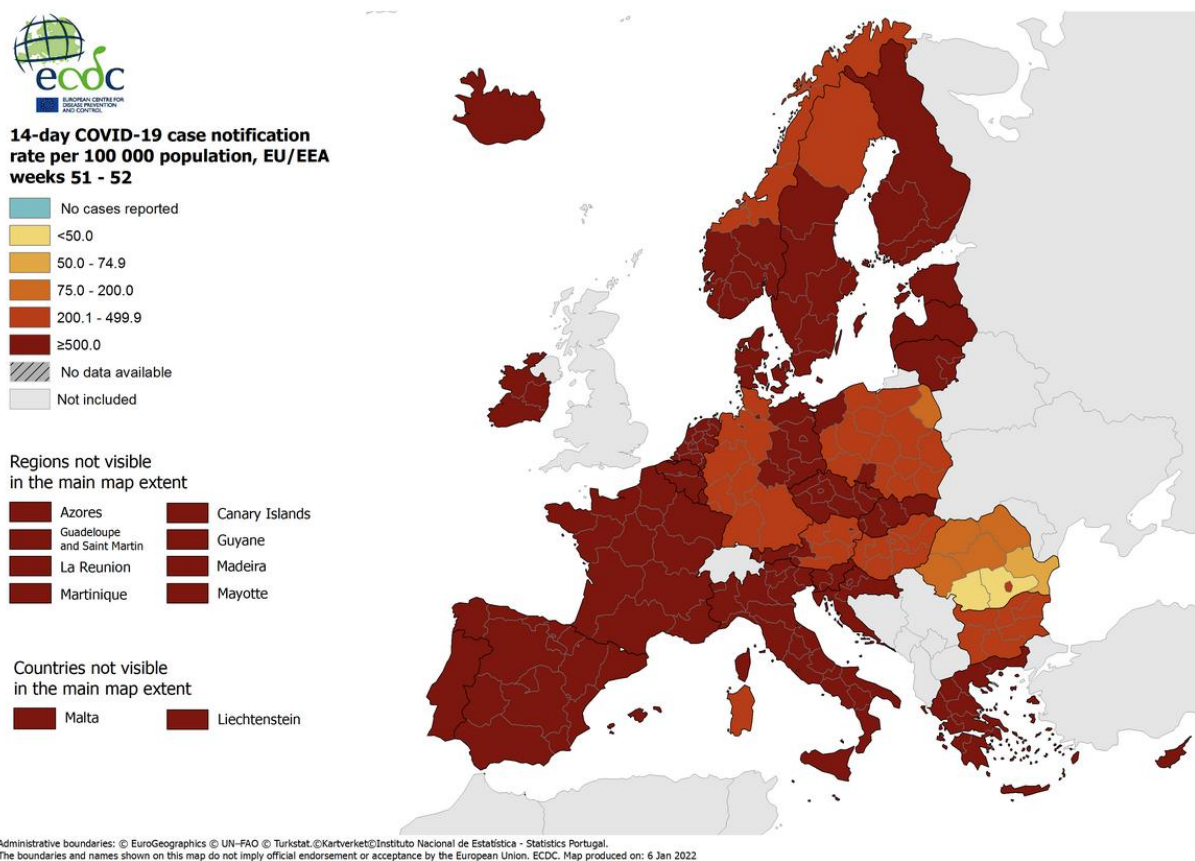 ecdc
EUROPEAN CENTRE FOR
DISEASE PREVENTION
AND CONTROL
14-day COVID-19 case notification
rate per 100 000 population, EU/EEA
weeks 51 - 52
No cases reported
<50.0
50.0 - 74.9
75.0 - 200.0
200.1 - 499.9
≥500.0
No data available
Not included
Regions not visible
in the main map extent
Azores
Canary Islands
Guadeloupe
and Saint Martin
Guyane
La Reunion
Madeira
Martinique
Mayotte
Countries not visible
in the main map extent
Malta
Liechtenstein
Administrative boundaries: © EuroGeographics © UN–FAO © Turkstat.©Kartverket©Instituto Nacional de Estatística - Statistics Portugal.
The boundaries and names shown on this map do not imply official endorsement or acceptance by the European Union. ECDC. Map produced on: 6 Jan 2022